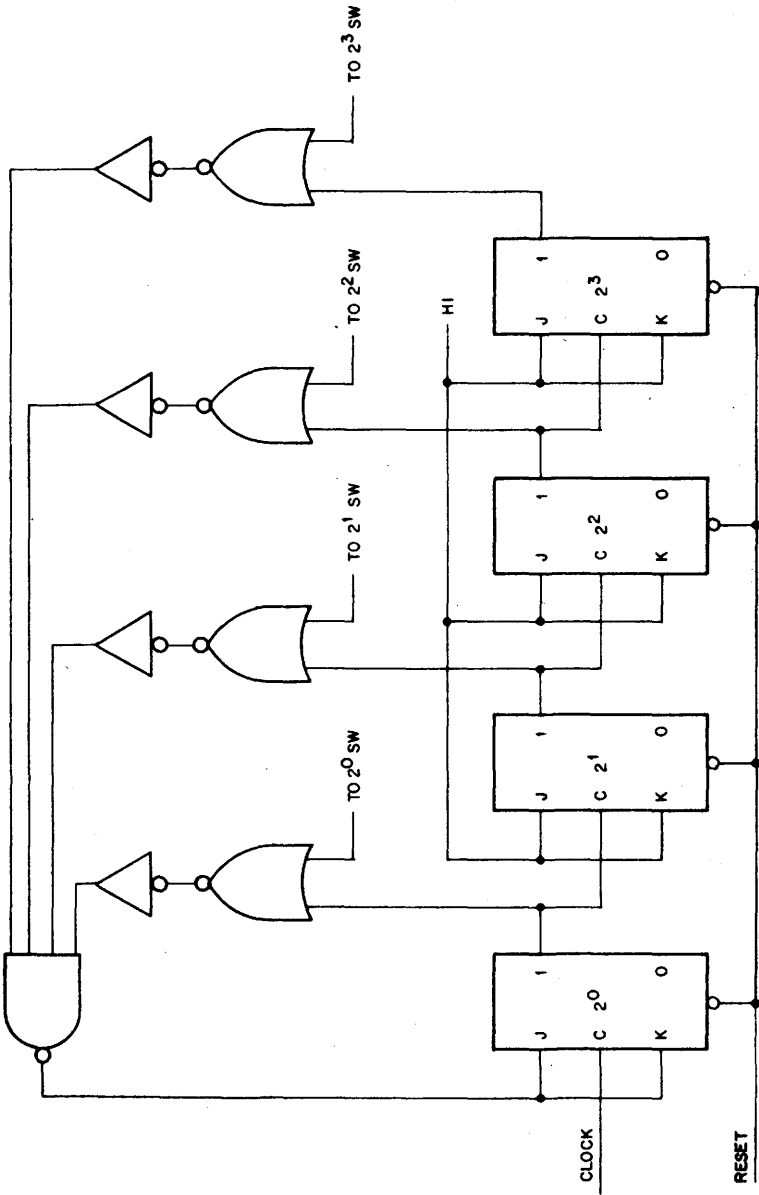 TO 2³ SW
TO 2² SW
TO 2¹ SW
TO 2⁰ SW
HI
J
C 2³
K
1
0
J
C 2²
K
1
0
J
C 2¹
K
1
0
J
C 2⁰
K
1
0
CLOCK
RESET